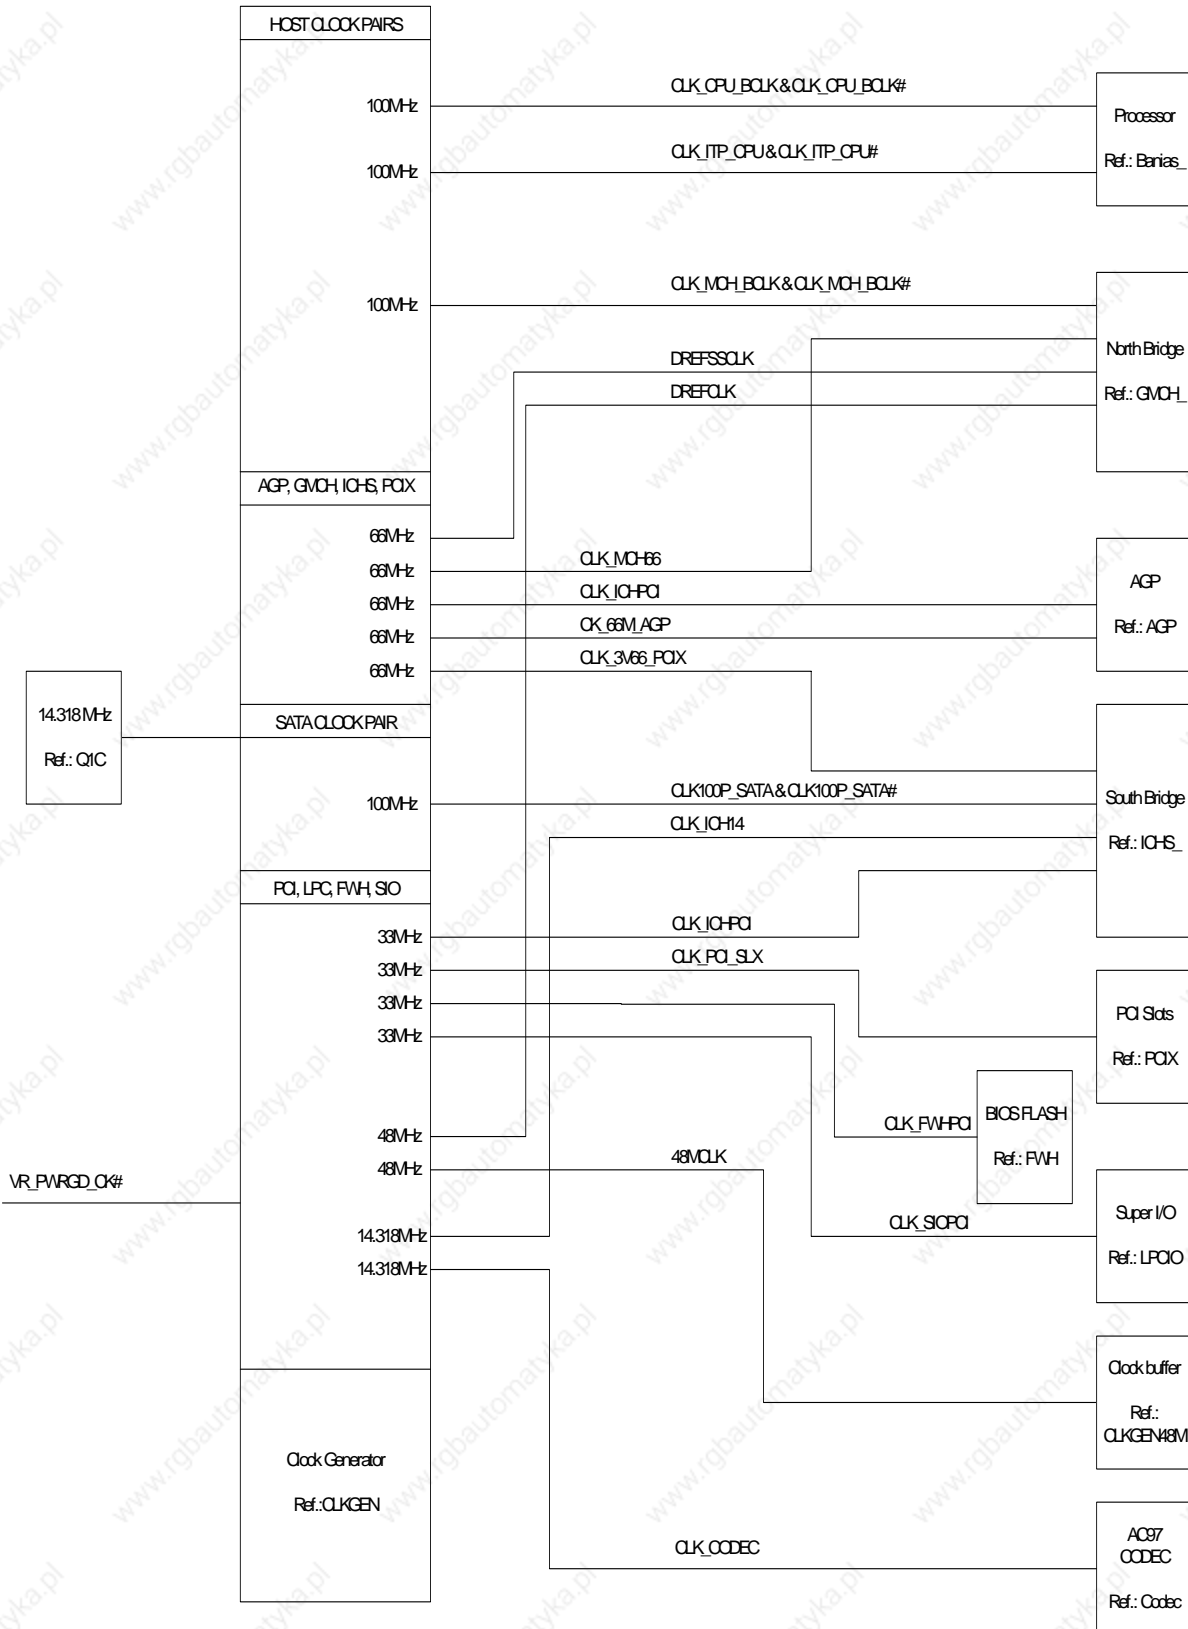 HOST CLOCK PAIRS
100MHz
CLK_CPU_BCLK & CLK_CPU_BCLK#
Processor
Ref.: Banias_
100MHz
CLK_ITP_CPU & CLK_ITP_CPU#
100MHz
CLK_MCH_BCLK & CLK_MCH_BCLK#
North Bridge
Ref.: GMCH_
DREFSSCLK
DREFCLK
AGP, GMCH, ICHS, PCIX
66MHz
66MHz
CLK_MCH66
66MHz
CLK_ICHPCI
66MHz
CK_66M_AGP
66MHz
CLK_3V66_PCIX
AGP
Ref.: AGP
14.318 MHz
Ref.: Q1C
SATA CLOCK PAIR
100MHz
CLK100P_SATA & CLK100P_SATA#
CLK_ICH14
South Bridge
Ref.: ICHS_
PCI, LPC, FWH, SIO
33MHz
CLK_ICHPCI
33MHz
CLK_PCI_SLX
33MHz
33MHz
PCI Slots
Ref.: PCIX
CLK_FWHPCI
BIOS FLASH
Ref.: FWH
48MHz
48MHz
48MCLK
VR_PWRGD_CK#
14.318MHz
14.318MHz
CLK_SIOPCI
Super I/O
Ref.: LPCIO
Clock buffer
Ref.:
CLKGEN48M
Clock Generator
Ref.:CLKGEN
CLK_CODEC
AC97
CODEC
Ref.: Codec
www.rgbautomatyka.pl